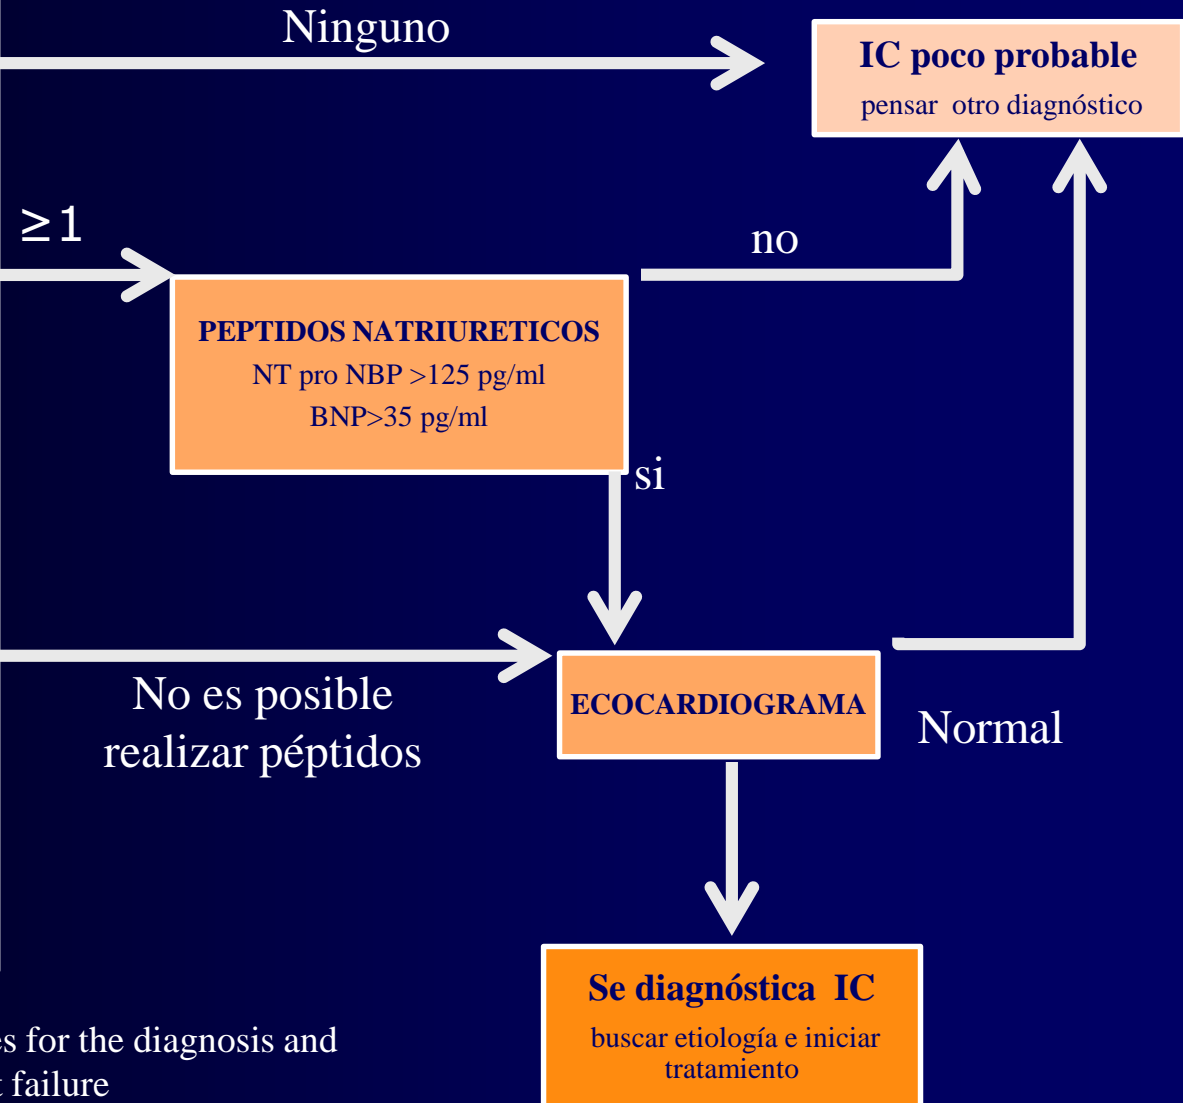 Ninguno
IC poco probable
pensar otro diagnóstico
≥1
no
PEPTIDOS NATRIURETICOS
NT pro NBP >125 pg/ml
BNP>35 pg/ml
si
No es posible
realizar péptidos
ECOCARDIOGRAMA
Normal
Se diagnóstica IC
buscar etiología e iniciar
tratamiento
es for the diagnosis and
failure